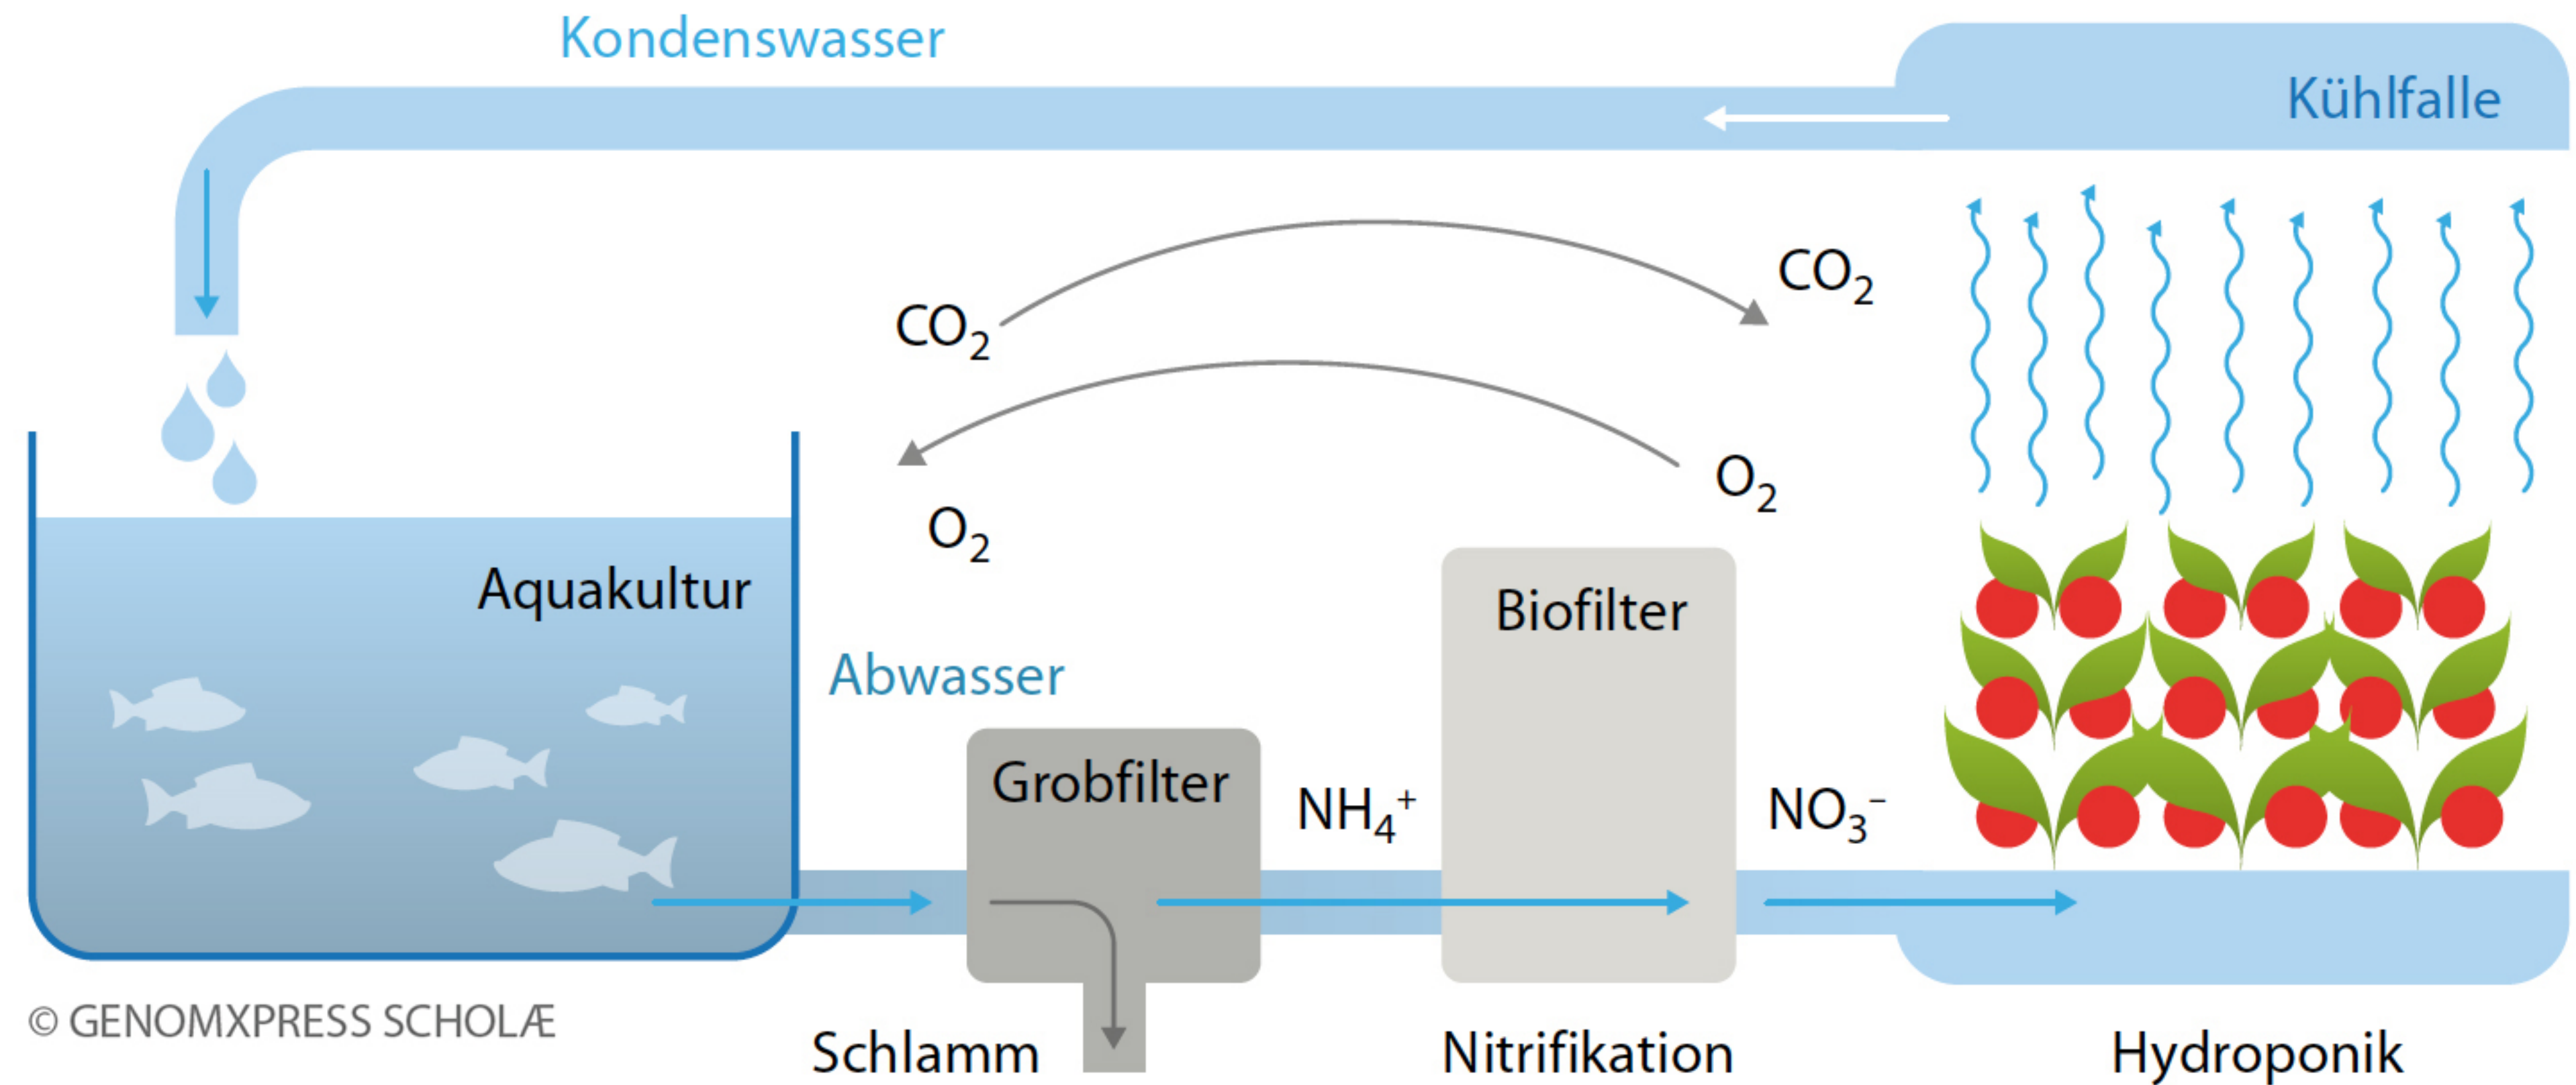 Kondenswasser
Kühlfalle
CO₂
CO₂
O₂
O₂
Aquakultur
Biofilter
Abwasser
Grobfilter
NH₄⁺
NO₃⁻
© GENOMXPRESS SCHOLÆ
Schlamm
Nitrifikation
Hydroponik